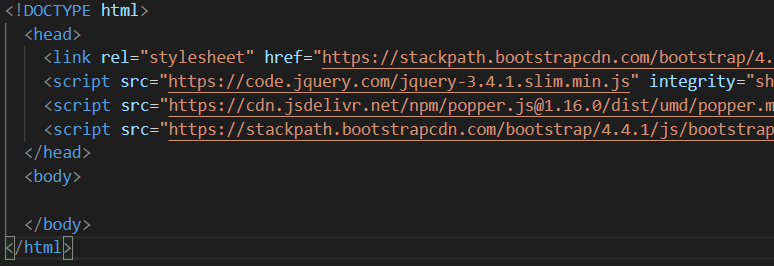 <!DOCTYPE html>
<head>
<link rel="stylesheet" href="https://stackpath.bootstrapcdn.com/bootstrap/4.
<script src="https://code.jquery.com/jquery-3.4.1.slim.min.js" integrity="sh
<script src="https://cdn.jsdelivr.net/npm/popper.js@1.16.0/dist/umd/popper.m
<script src="https://stackpath.bootstrapcdn.com/bootstrap/4.4.1/js/bootstrap
</head>
<body>
</body>
</html>